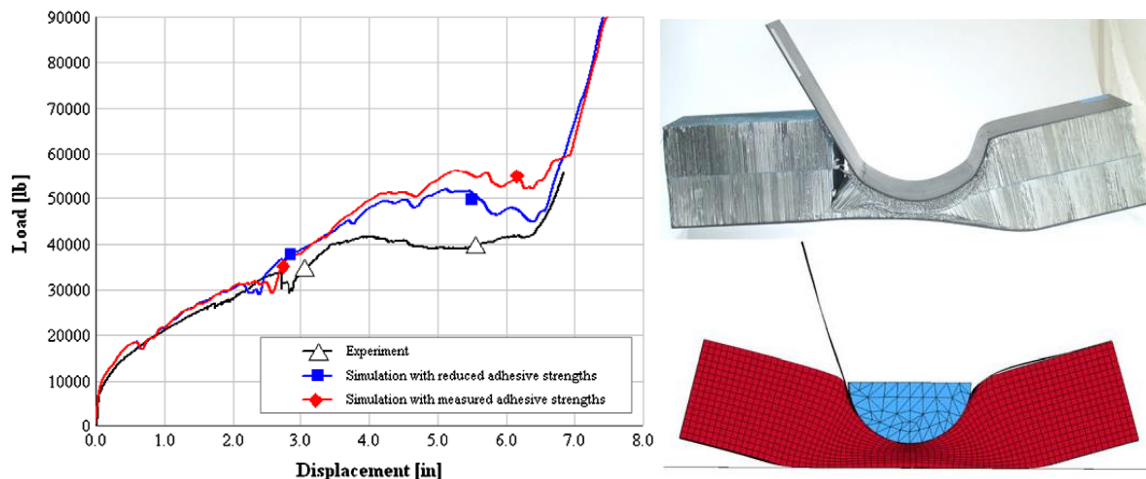 90000
80000
70000
60000
50000
40000
30000
20000
10000
0
Load [lb]
0.0 1.0 2.0 3.0 4.0 5.0 6.0 7.0 8.0
Displacement [in]
Experiment
Simulation with reduced adhesive strengths
Simulation with measured adhesive strengths